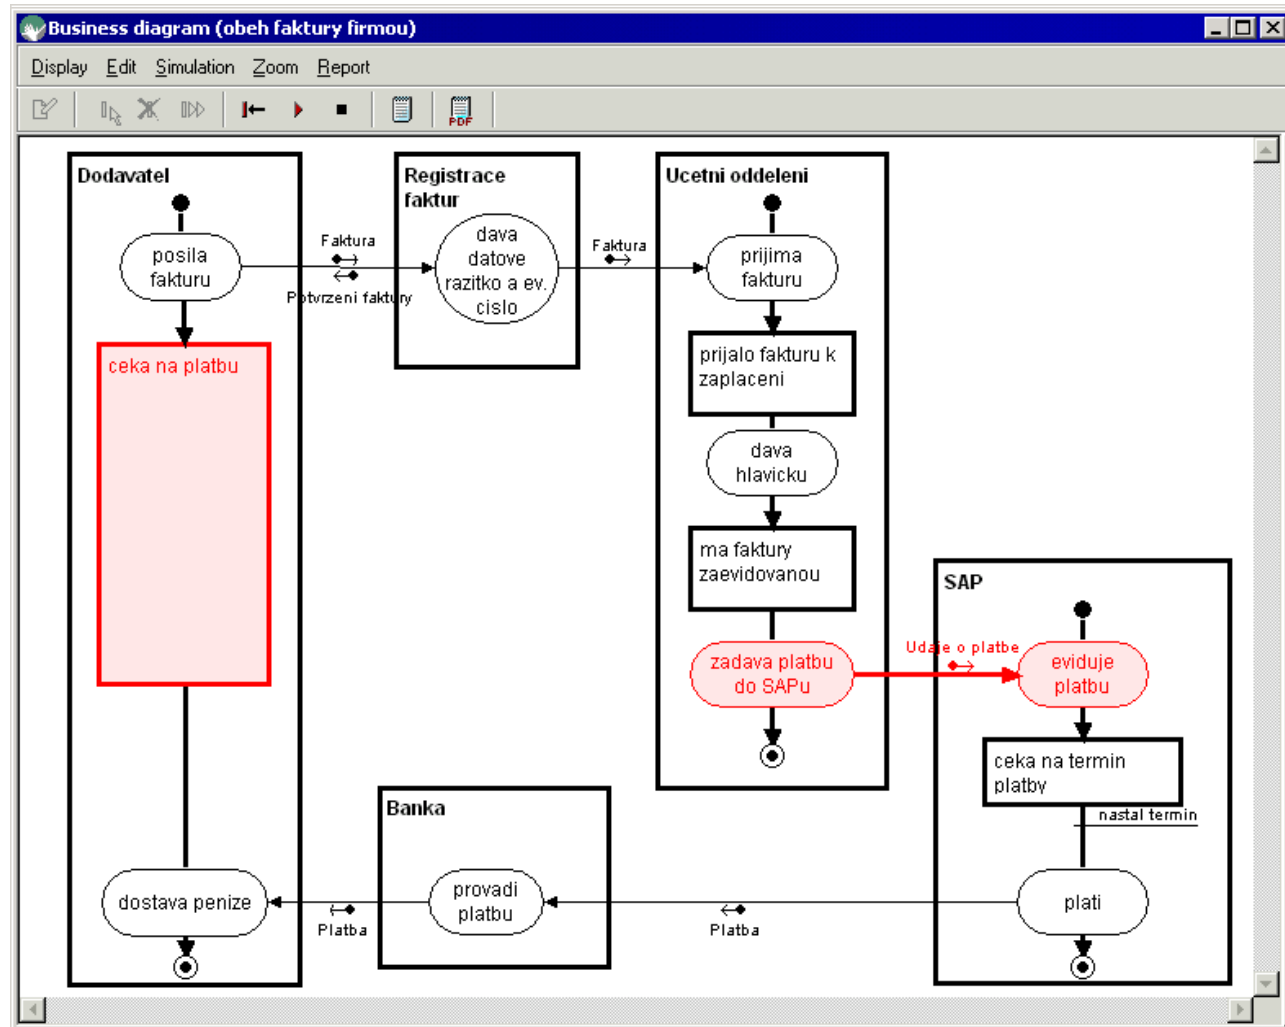 Business diagram (obeh faktury firmou)
Display Edit Simulation Zoom Report
PDF
Dodavatel
posila
fakturu
ceka na platbu
dostava penize
Faktura
Potvrzeni faktury
Registrace
faktur
dava
datove
razitko a ev.
cislo
Faktura
Ucetni oddeleni
prijima
fakturu
prijalo fakturu k
zaplaceni
dava
hlavicku
ma faktury
zaevidovanou
zadava platbu
do SAPu
Udaje o platbe
SAP
eviduje
platbu
ceka na termin
platby
nastal termin
plati
Platba
Banka
provadi
platbu
Platba